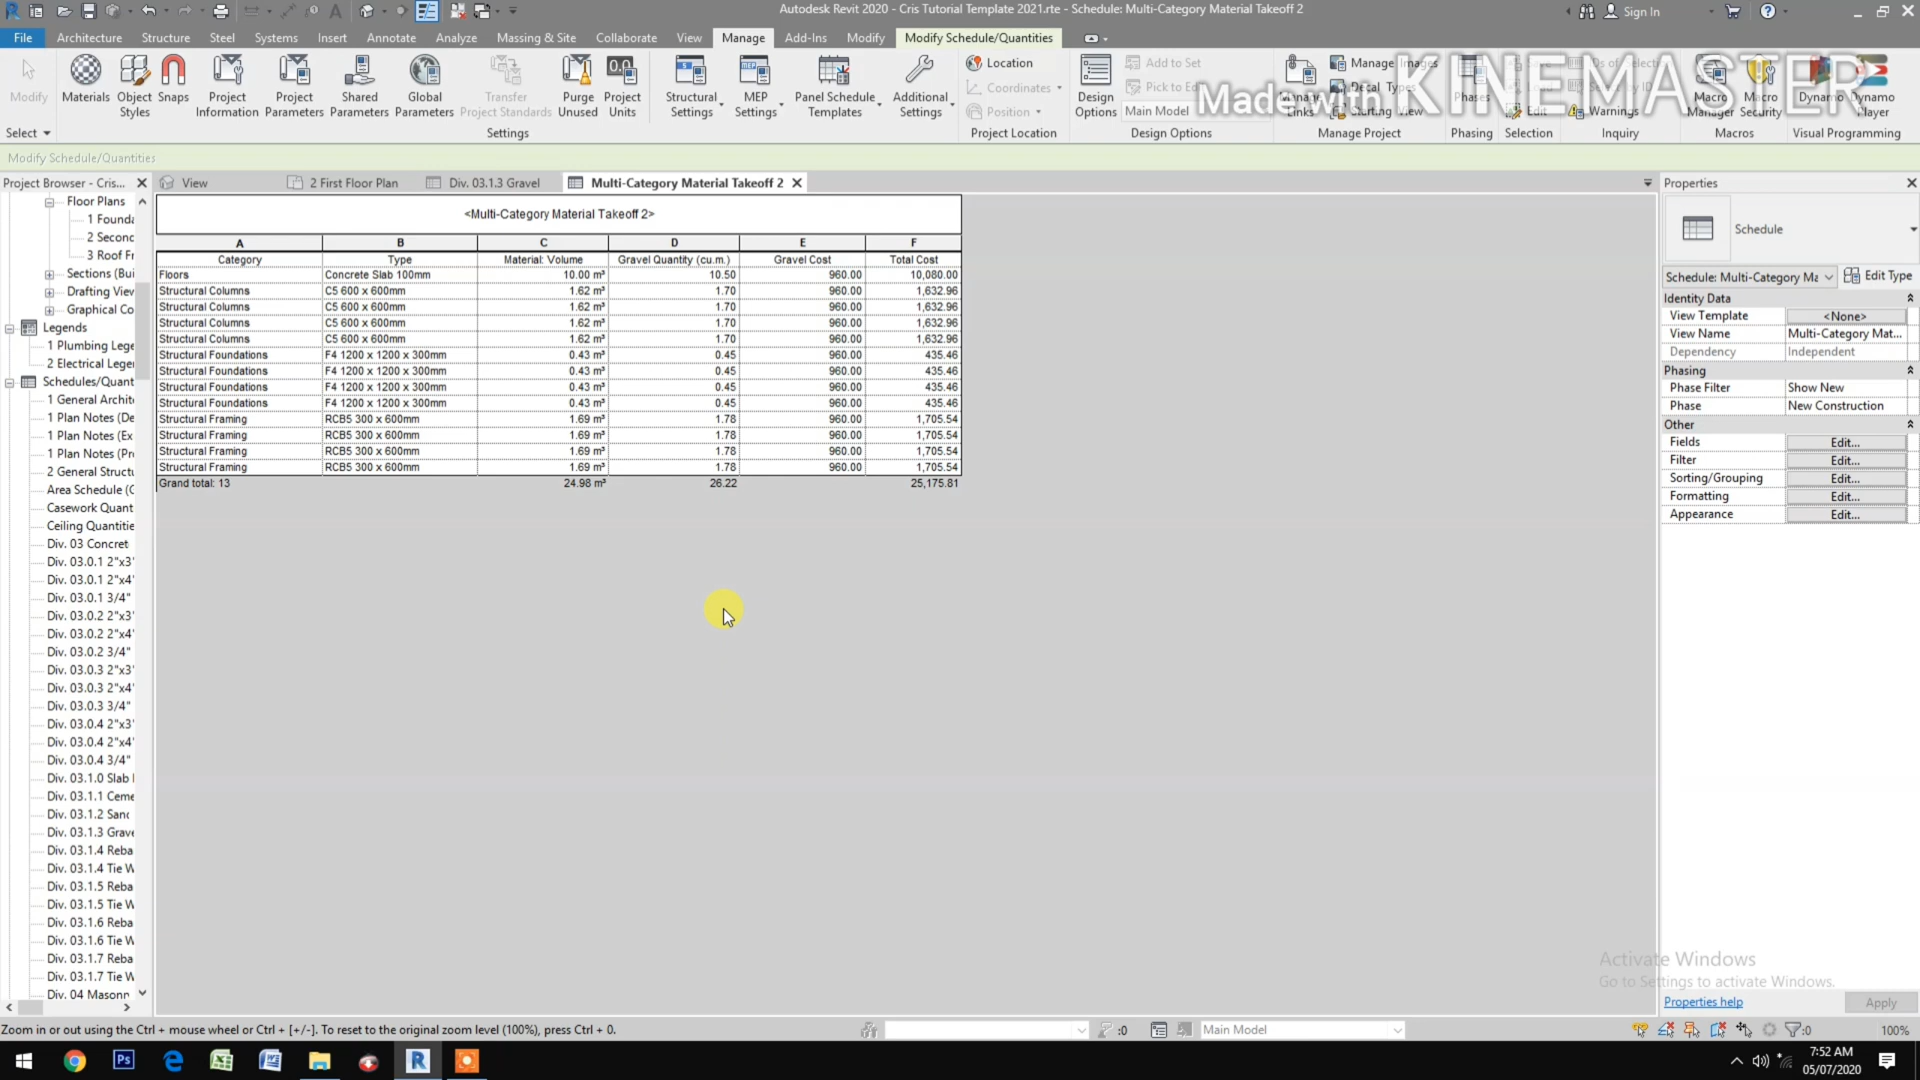 Autodesk Revit 2020 - Cris Tutorial Template 2021.rte - Schedule: Multi-Category Material Takeoff 2
Sign In
File Architecture Structure Steel Systems Insert Annotate Analyze Massing & Site Collaborate View Manage Add-Ins Modify Modify Schedule/Quantities
Modify
Materials
Object Styles
Snaps
Project Information
Project Parameters
Shared Parameters
Global Parameters
Transfer Project Standards
Purge Unused
Project Units
Structural Settings
MEP Settings
Panel Schedule Templates
Additional Settings
Location
Coordinates
Position
Design Options
Add to Set
Pick to Edit
Main Model
Manage Links
Manage Images
Decal Types
Starting View
Phases
Edit
Warnings
Macro Manager
Macro Security
Dynamo
Dynamo Player
Made with KINEMASTER
Select Settings Project Location Design Options Manage Project Phasing Selection Inquiry Macros Visual Programming
Modify Schedule/Quantities
Project Browser - Cris...
View
2 First Floor Plan
Div. 03.1.3 Gravel
Multi-Category Material Takeoff 2
Floor Plans
1 Founda
2 Secon
3 Roof Fr
Sections (Bui
Drafting View
Graphical Co
Legends
1 Plumbing Lege
2 Electrical Leger
Schedules/Quant
1 General Archite
1 Plan Notes (De
1 Plan Notes (Ex
1 Plan Notes (Pr
2 General Structu
Area Schedule (
Casework Quant
Ceiling Quantitie
Div. 03 Concret
Div. 03.0.1 2"x3"
Div. 03.0.1 2"x4"
Div. 03.0.1 3/4"
Div. 03.0.2 2"x3"
Div. 03.0.2 2"x4"
Div. 03.0.2 3/4"
Div. 03.0.3 2"x3"
Div. 03.0.3 2"x4"
Div. 03.0.3 3/4"
Div. 03.0.4 2"x3"
Div. 03.0.4 2"x4"
Div. 03.0.4 3/4"
Div. 03.1.0 Slab
Div. 03.1.1 Ceme
Div. 03.1.2 Sand
Div. 03.1.3 Grave
Div. 03.1.4 Reba
Div. 03.1.4 Tie W
Div. 03.1.5 Reba
Div. 03.1.5 Tie W
Div. 03.1.6 Reba
Div. 03.1.6 Tie W
Div. 03.1.7 Reba
Div. 03.1.7 Tie W
Div. 04 Masonr
<Multi-Category Material Takeoff 2>
A B C D E F
Category Type Material: Volume Gravel Quantity (cu.m.) Gravel Cost Total Cost
Floors Concrete Slab 100mm 10.00 m³ 10.50 960.00 10,080.00
Structural Columns C5 600 x 600mm 1.62 m³ 1.70 960.00 1,632.96
Structural Columns C5 600 x 600mm 1.62 m³ 1.70 960.00 1,632.96
Structural Columns C5 600 x 600mm 1.62 m³ 1.70 960.00 1,632.96
Structural Columns C5 600 x 600mm 1.62 m³ 1.70 960.00 1,632.96
Structural Foundations F4 1200 x 1200 x 300mm 0.43 m³ 0.45 960.00 435.46
Structural Foundations F4 1200 x 1200 x 300mm 0.43 m³ 0.45 960.00 435.46
Structural Foundations F4 1200 x 1200 x 300mm 0.43 m³ 0.45 960.00 435.46
Structural Foundations F4 1200 x 1200 x 300mm 0.43 m³ 0.45 960.00 435.46
Structural Framing RCB5 300 x 600mm 1.69 m³ 1.78 960.00 1,705.54
Structural Framing RCB5 300 x 600mm 1.69 m³ 1.78 960.00 1,705.54
Structural Framing RCB5 300 x 600mm 1.69 m³ 1.78 960.00 1,705.54
Structural Framing RCB5 300 x 600mm 1.69 m³ 1.78 960.00 1,705.54
Grand total: 13 24.98 m³ 26.22 25,175.81
Properties
Schedule
Schedule: Multi-Category Ma
Edit Type
Identity Data
View Template <None>
View Name Multi-Category Mat...
Dependency Independent
Phasing
Phase Filter Show New
Phase New Construction
Other
Fields Edit...
Filter Edit...
Sorting/Grouping Edit...
Formatting Edit...
Appearance Edit...
Activate Windows
Go to Settings to activate Windows.
Properties help
Apply
Zoom in or out using the Ctrl + mouse wheel or Ctrl + [+/-]. To reset to the original zoom level (100%), press Ctrl + 0.
:0
Main Model
:0
100%
7:52 AM
05/07/2020